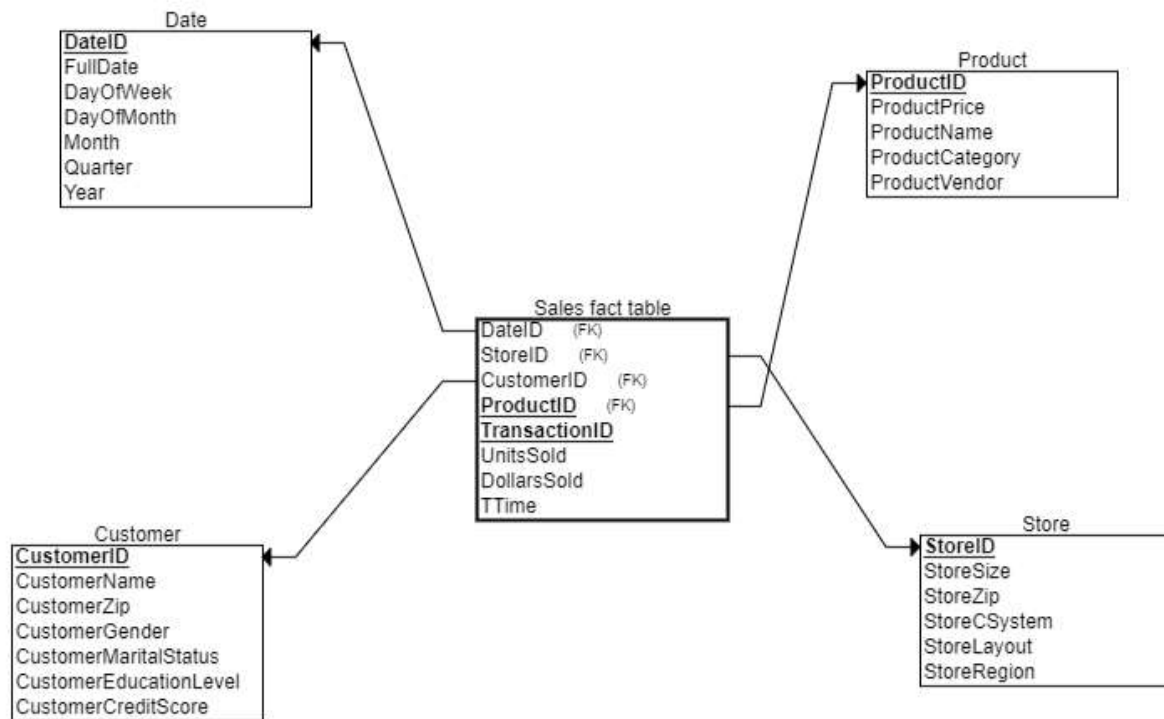 Date
DateID
FullDate
DayOfWeek
DayOfMonth
Month
Quarter
Year
Product
ProductID
ProductPrice
ProductName
ProductCategory
ProductVendor
Sales fact table
DateID (FK)
StoreID (FK)
CustomerID (FK)
ProductID (FK)
TransactionID
UnitsSold
DollarsSold
TTime
Customer
CustomerID
CustomerName
CustomerZip
CustomerGender
CustomerMaritalStatus
CustomerEducationLevel
CustomerCreditScore
Store
StoreID
StoreSize
StoreZip
StoreCSystem
StoreLayout
StoreRegion